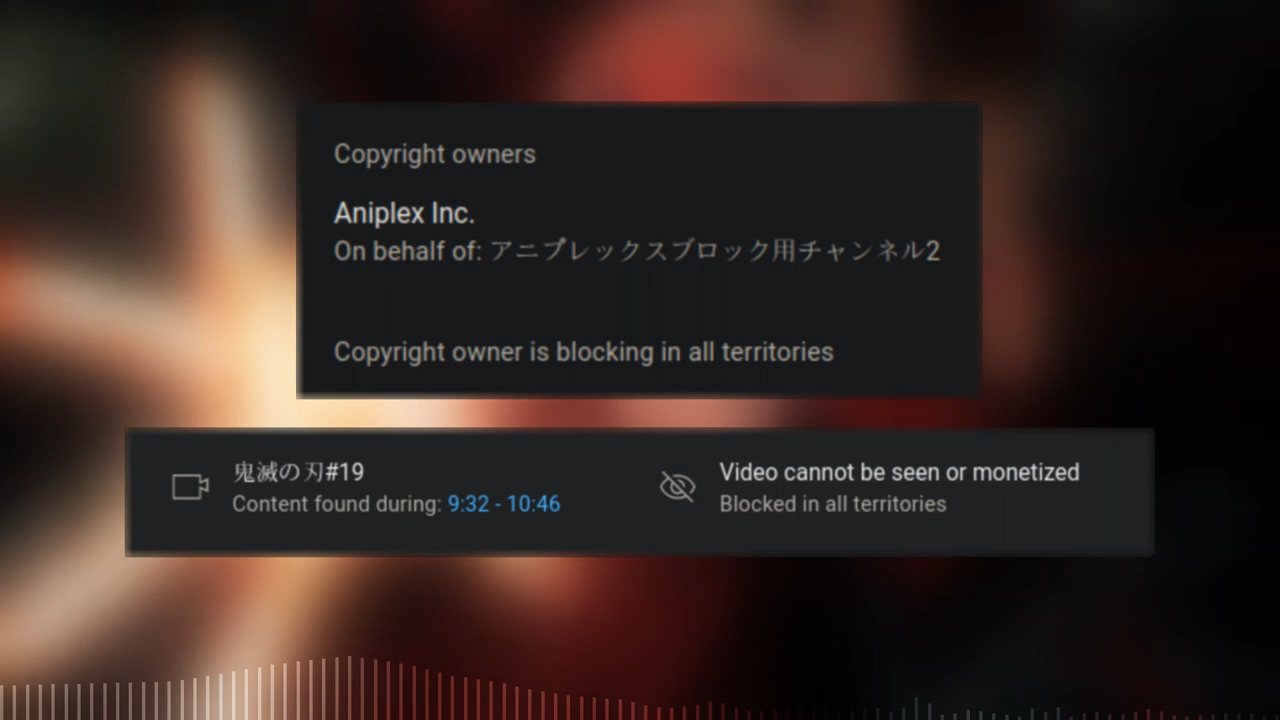 Copyright owners
Aniplex Inc.
On behalf of: アニプレックスブロック用チャンネル2
Copyright owner is blocking in all territories
鬼滅の刃#19
Content found during: 9:32 - 10:46
Video cannot be seen or monetized
Blocked in all territories